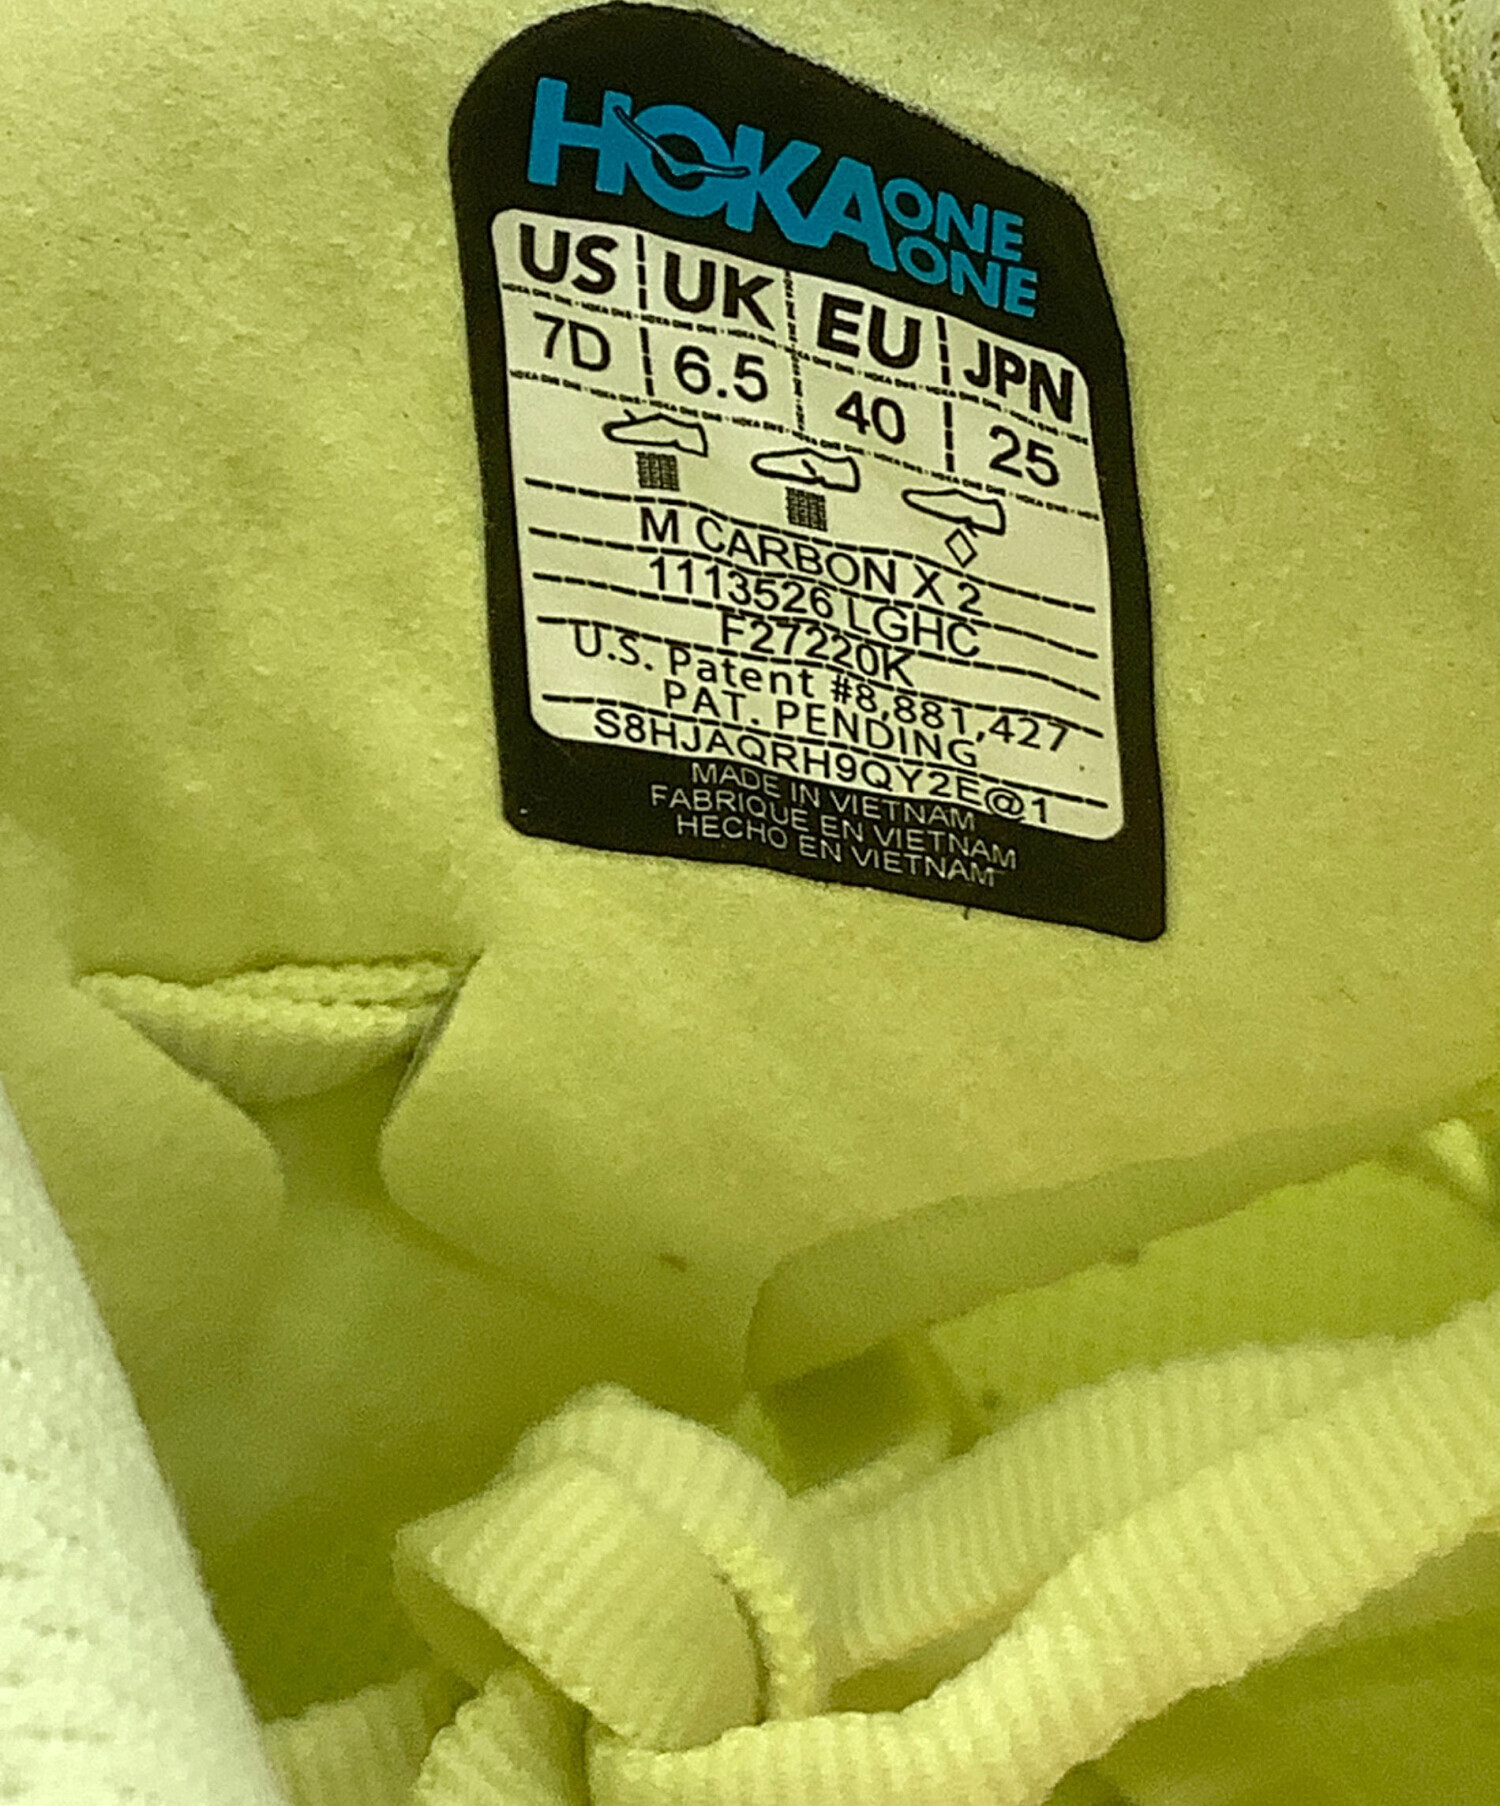 HOKA ONE ONE
US UK EU JPN
7D 6.5 40 25
M CARBON X 2
1113526 LGHC
F27220K
U.S. Patent #8,881,427
PAT. PENDING
S8HJAQRH9QY2E@1
MADE IN VIETNAM
FABRIQUE EN VIETNAM
HECHO EN VIETNAM